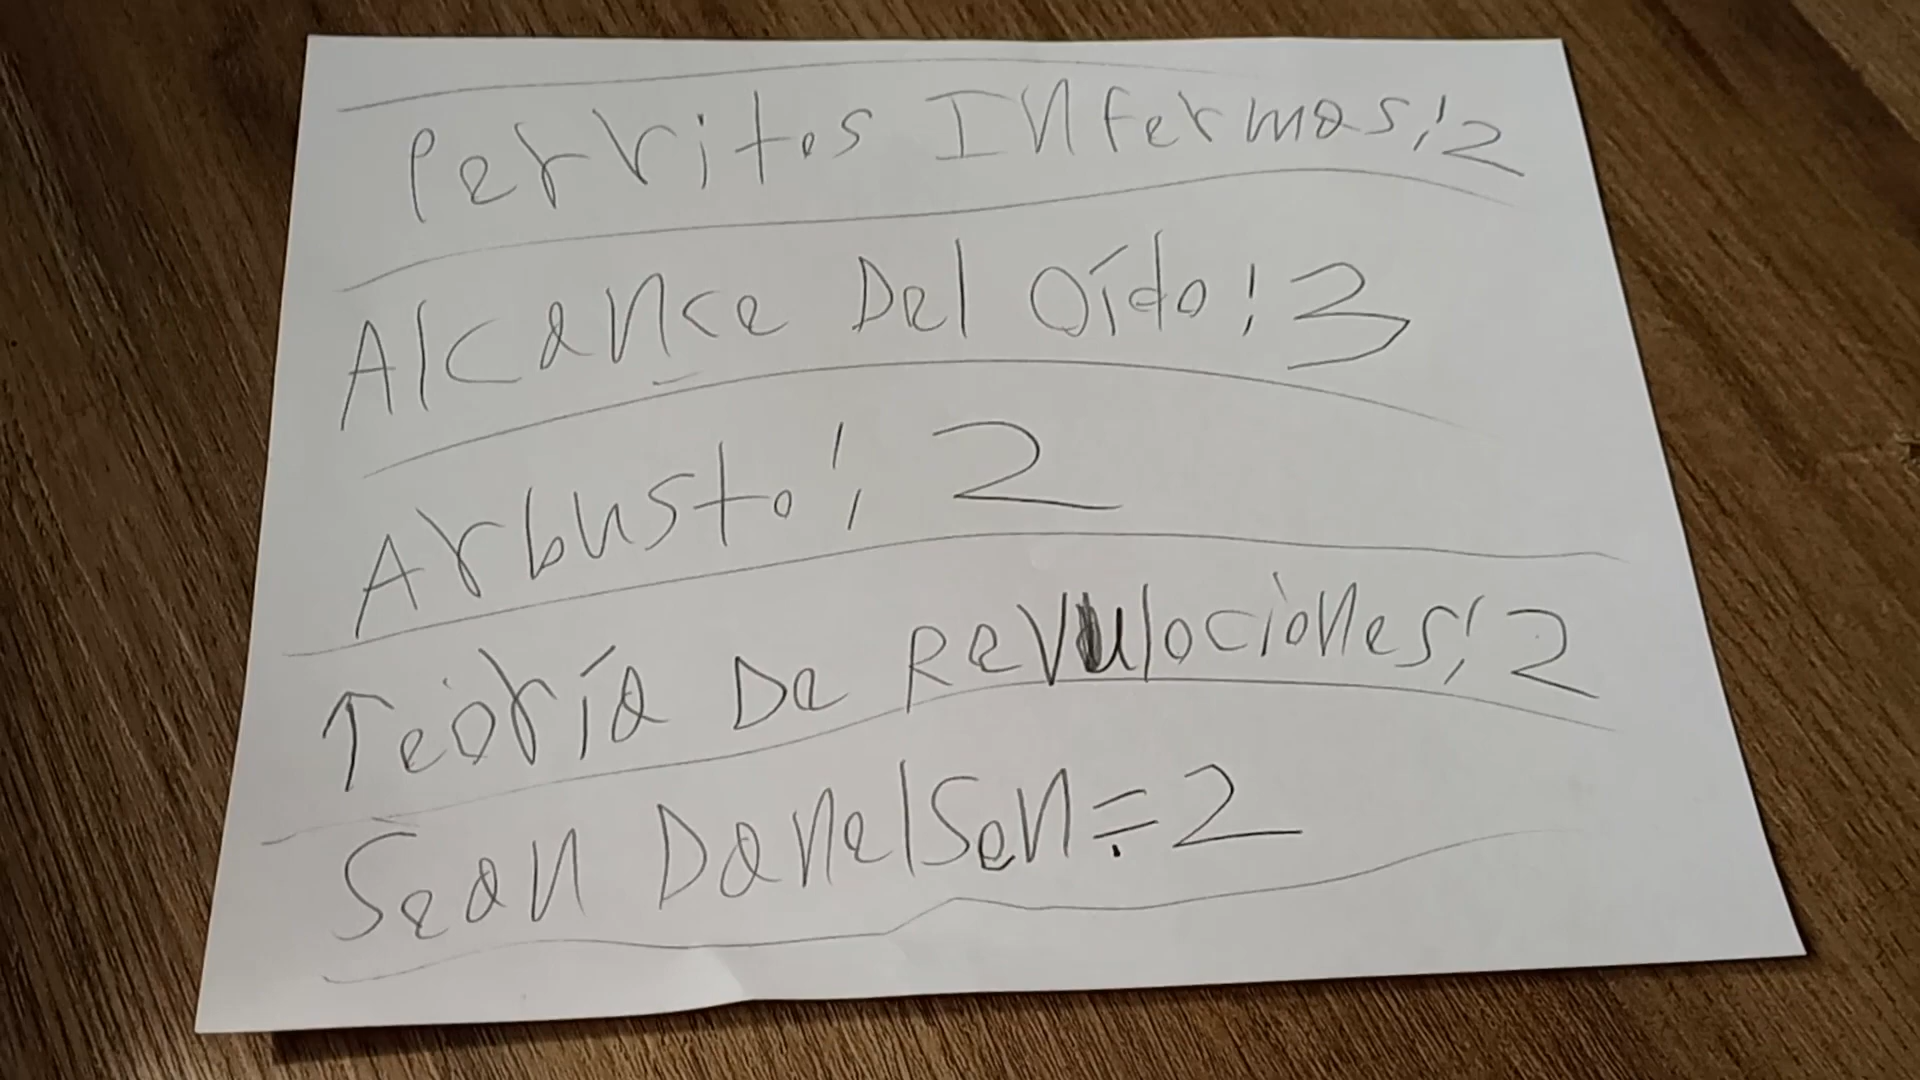 Perritos Infermos: 2
Alcance Del Oído: 3
Arbusto: 2
Teoría De Revulociones: 2
Sean Danelsen = 2